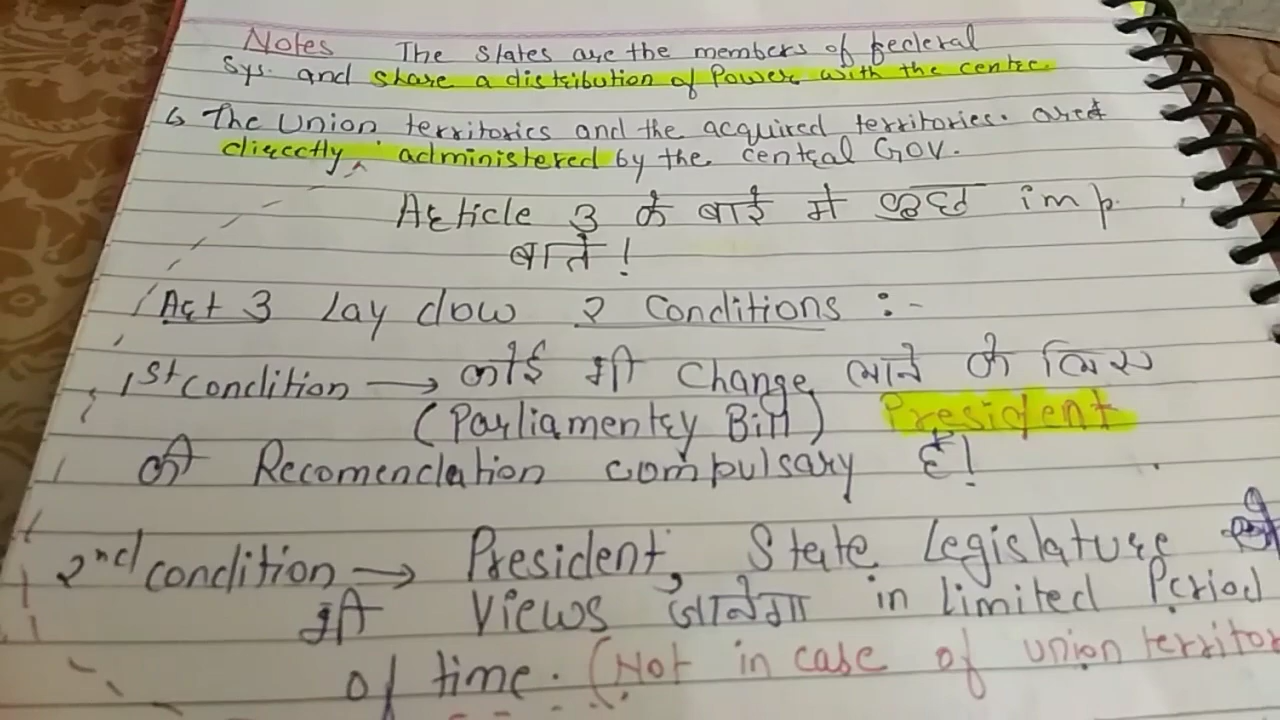 Notes The States are the members of federal
Sys. and share a distribution of Power with the centre.
↳ The Union territories and the acquired territories. are
directly, administered by the central Gov.
Article 3 के बारे में कुछ imp.
बाते!
Art 3 Lay dow 2 Conditions :-
1st condition → कोई भी Change लाने के लिए
(Parliamentry Bill) President
की Recomendation compulsary है!
2nd condition → President, State Legislature
भी views जानेगा in limited Period
of time. (Not in case of union territor